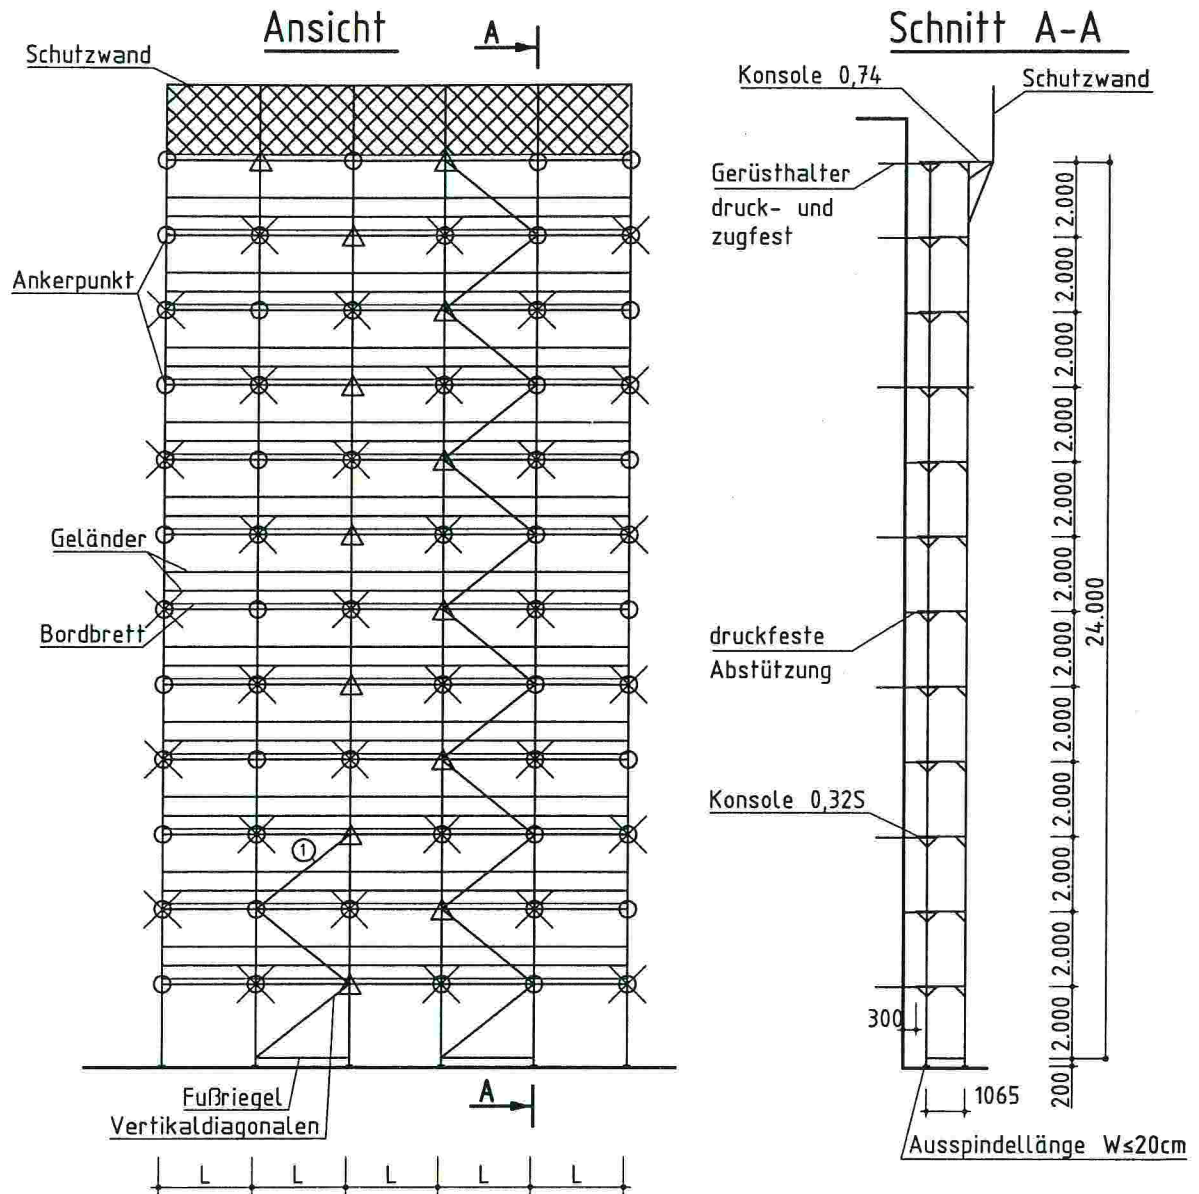 Ansicht
A
Schnitt A-A
Schutzwand
Konsole 0,74
Schutzwand
Gerüsthalter
druck- und
zugfest
Ankerpunkt
2.000
2.000
2.000
2.000
2.000
2.000
2.000
2.000
2.000
2.000
2.000
2.000
200
24.000
Geländer
Bordbrett
druckfeste
Abstützung
Konsole 0,32S
1
300
1065
Fußriegel
Vertikaldiagonalen
A
Ausspindellänge W≤20cm
L
L
L
L
L